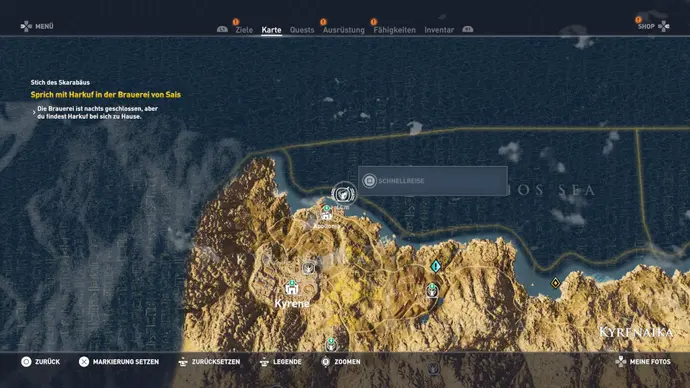 MENÜ
Ziele
Karte
Quests
Ausrüstung
Fähigkeiten
Inventar
SHOP
Stich des Skarabäus
Sprich mit Harkuf in der Brauerei von Sais
Die Brauerei ist nachts geschlossen, aber
du findest Harkuf bei sich zu Hause.
SCHNELLREISE
IOS SEA
Kyrene
KYRENAIKA
ZURÜCK
MARKIERUNG SETZEN
ZURÜCKSETZEN
LEGENDE
ZOOMEN
MEINE FOTOS